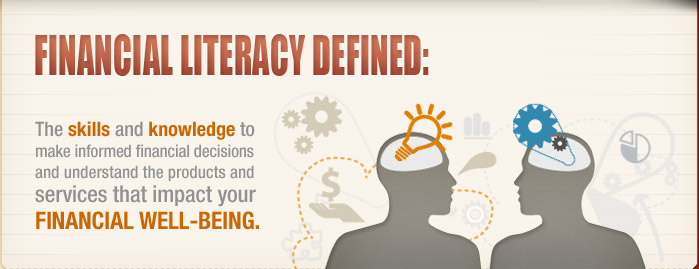 FINANCIAL LITERACY DEFINED:
The skills and knowledge to
make informed financial decisions
and understand the products and
services that impact your
FINANCIAL WELL-BEING.
$